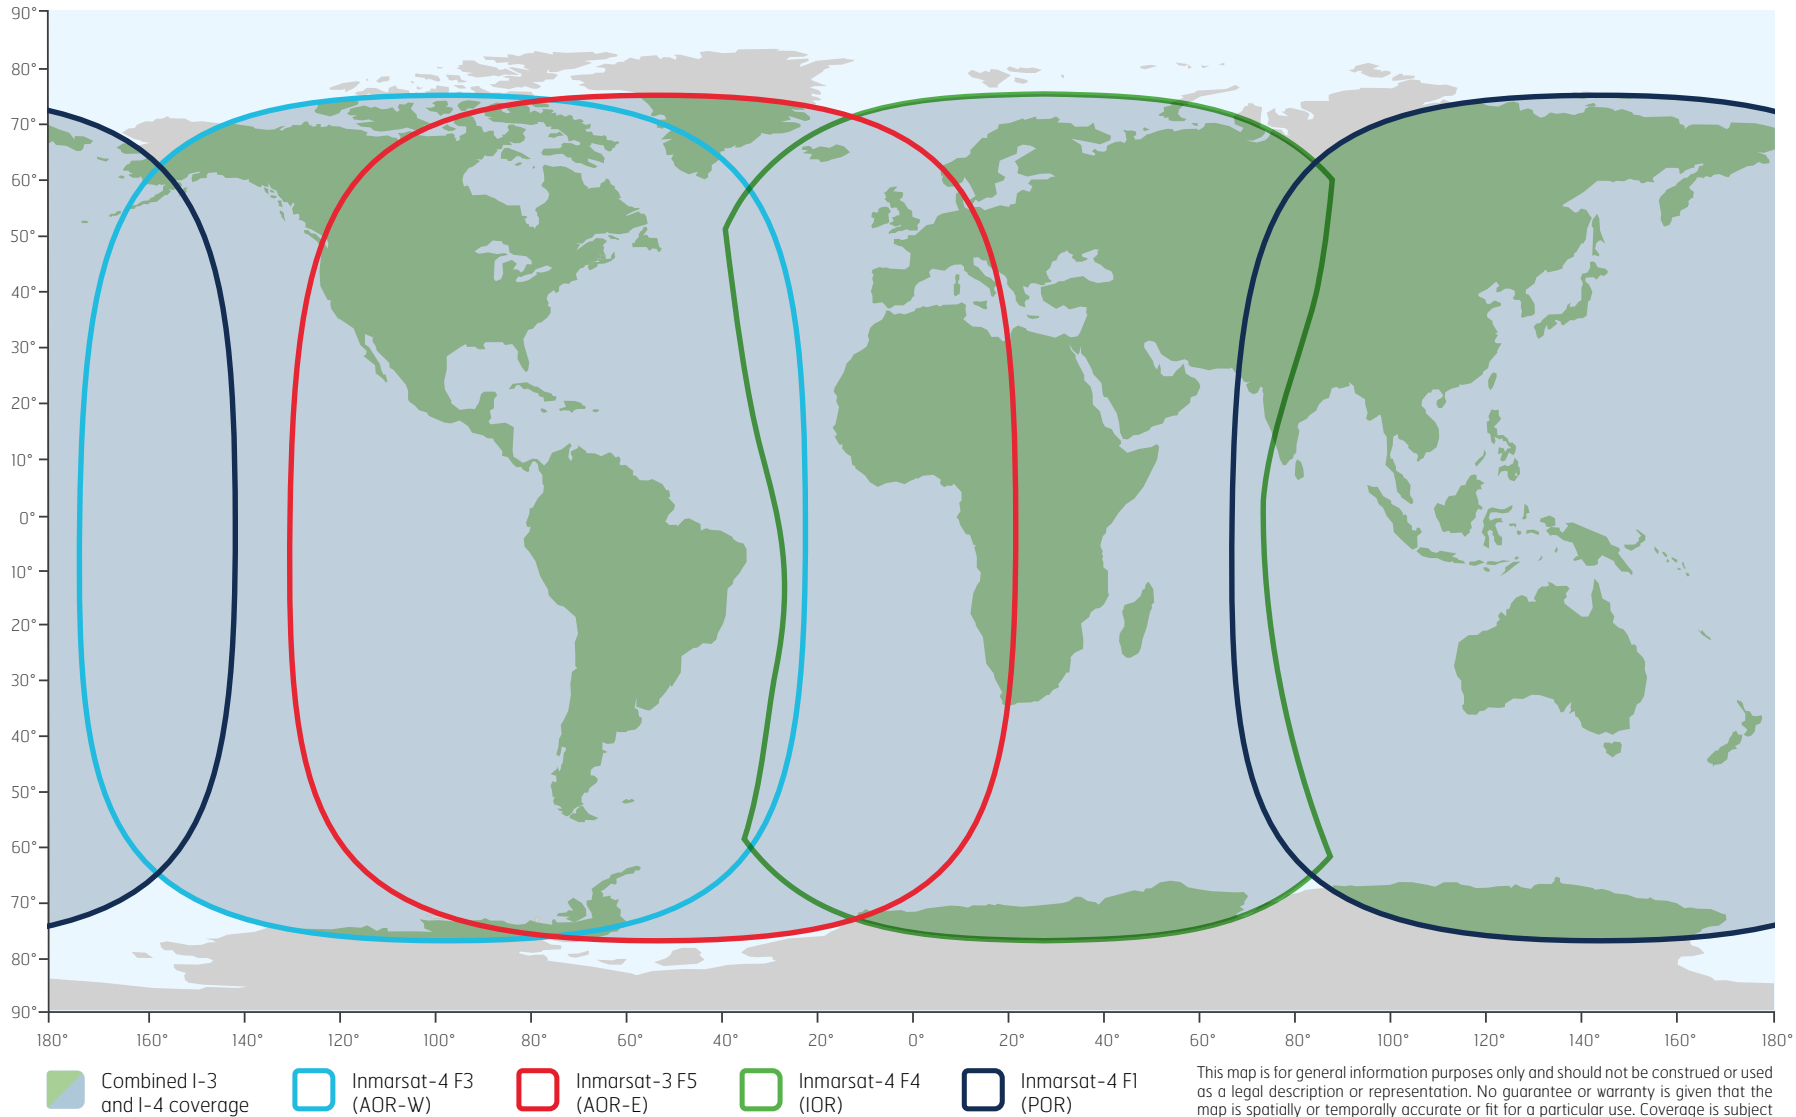 90°
80°
70°
60°
50°
40°
30°
20°
10°
0°
10°
20°
30°
40°
50°
60°
70°
80°
90°
180° 160° 140° 120° 100° 80° 60° 40° 20° 0° 20° 40° 60° 80° 100° 120° 140° 160° 180°
Combined I-3
and I-4 coverage
Inmarsat-4 F3
(AOR-W)
Inmarsat-3 F5
(AOR-E)
Inmarsat-4 F4
(IOR)
Inmarsat-4 F1
(POR)
This map is for general information purposes only and should not be construed or used
as a legal description or representation. No guarantee or warranty is given that the
map is spatially or temporally accurate or fit for a particular use. Coverage is subject